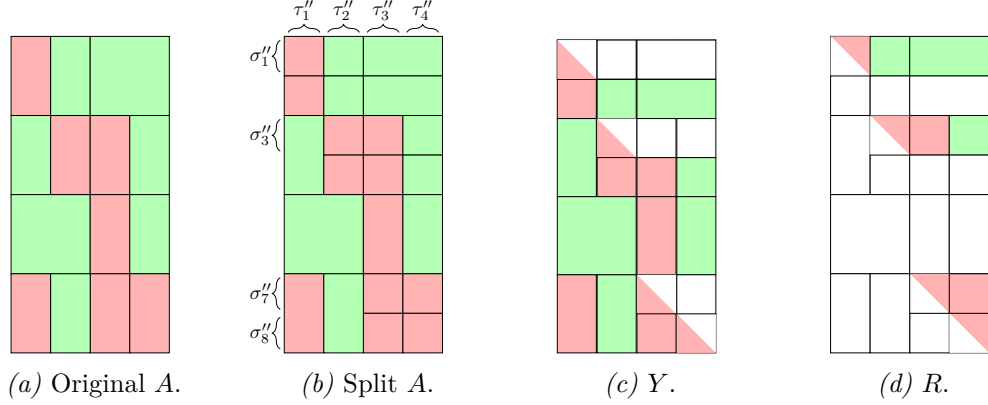 τ″₁ τ″₂ τ″₃ τ″₄
σ″₁
σ″₃
σ″₇
σ″₈
(a) Original A.
(b) Split A.
(c) Y.
(d) R.